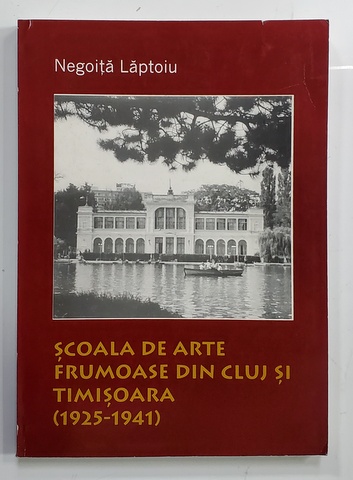 Negoiță Lăptoiu
ȘCOALA DE ARTE
FRUMOASE DIN CLUJ ȘI
TIMIȘOARA
(1925-1941)